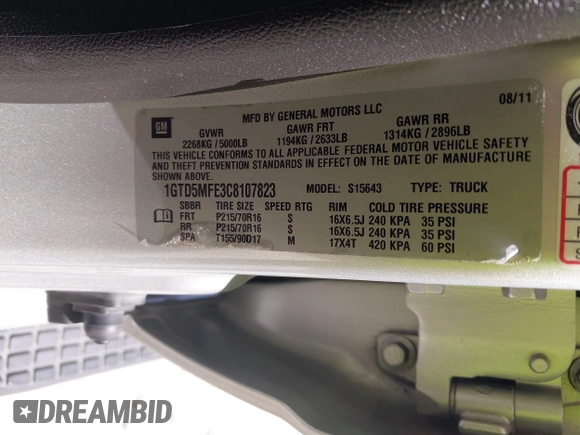 MFD BY GENERAL MOTORS LLC 08/11
GM
GVWR GAWR FRT GAWR RR
2268KG / 5000LB 1194KG / 2633LB 1314KG / 2896LB
THIS VEHICLE CONFORMS TO ALL APPLICABLE FEDERAL MOTOR VEHICLE SAFETY
AND THEFT PREVENTION STANDARDS IN EFFECT ON THE DATE OF MANUFACTURE
SHOWN ABOVE.
1GTD5MFE3C8107823 MODEL: S15643 TYPE: TRUCK
SBBR TIRE SIZE SPEED RTG RIM COLD TIRE PRESSURE
FRT P215/70R16 S 16X6.5J 240 KPA 35 PSI
RR P215/70R16 S 16X6.5J 240 KPA 35 PSI
SPA T155/90D17 M 17X4T 420 KPA 60 PSI
DREAMBID